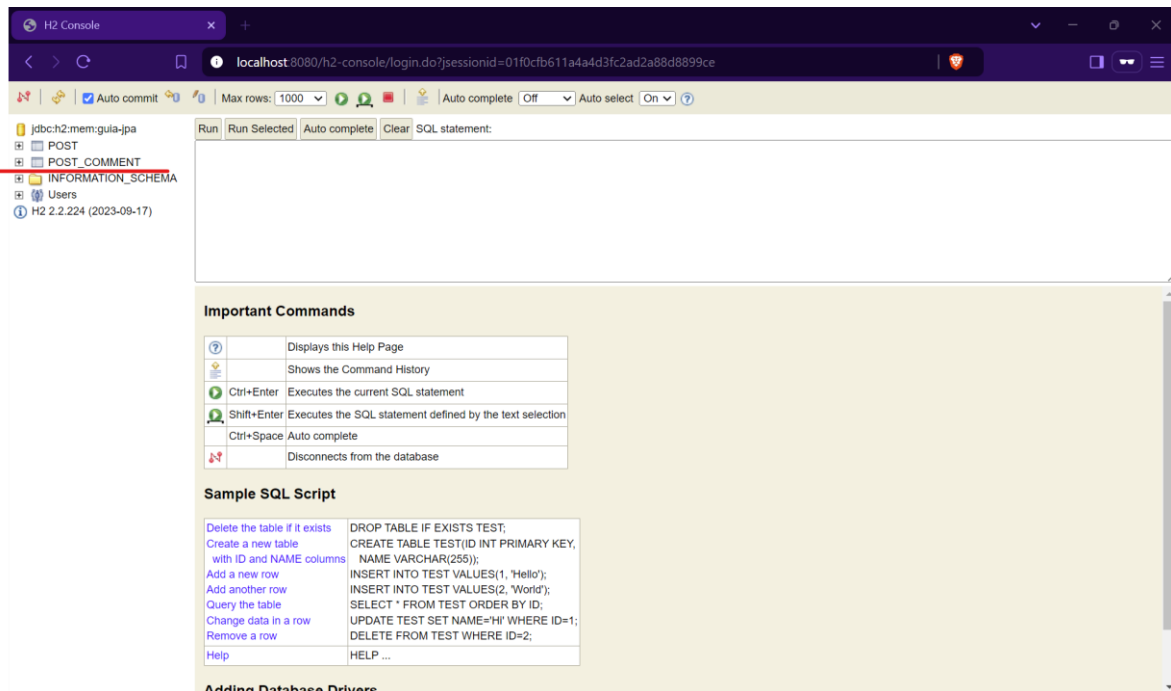 H2 Console
localhost:8080/h2-console/login.do?jsessionid=01f0cfb611a4a4d3fc2ad2a88d8899ce
Auto commit Max rows: 1000 Auto complete Off Auto select On
jdbc:h2:mem:guia-jpa
POST
POST_COMMENT
INFORMATION_SCHEMA
Users
H2 2.2.224 (2023-09-17)
Run Run Selected Auto complete Clear SQL statement:
Important Commands
Displays this Help Page
Shows the Command History
Ctrl+Enter Executes the current SQL statement
Shift+Enter Executes the SQL statement defined by the text selection
Ctrl+Space Auto complete
Disconnects from the database
Sample SQL Script
Delete the table if it exists DROP TABLE IF EXISTS TEST;
Create a new table CREATE TABLE TEST(ID INT PRIMARY KEY,
with ID and NAME columns NAME VARCHAR(255));
Add a new row INSERT INTO TEST VALUES(1, 'Hello');
Add another row INSERT INTO TEST VALUES(2, 'World');
Query the table SELECT * FROM TEST ORDER BY ID;
Change data in a row UPDATE TEST SET NAME='Hi' WHERE ID=1;
Remove a row DELETE FROM TEST WHERE ID=2;
Help HELP ...
Adding Database Drivers